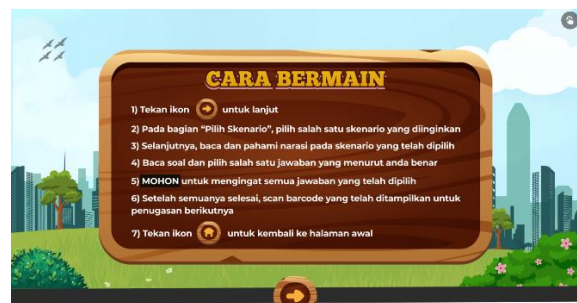 CARA BERMAIN
1) Tekan ikon untuk lanjut
2) Pada bagian “Pilih Skenario”, pilih salah satu skenario yang diinginkan
3) Selanjutnya, baca dan pahami narasi pada skenario yang telah dipilih
4) Baca soal dan pilih salah satu jawaban yang menurut anda benar
5) MOHON untuk mengingat semua jawaban yang telah dipilih
6) Setelah semuanya selesai, scan barcode yang telah ditampilkan untuk
penugasan berikutnya
7) Tekan ikon untuk kembali ke halaman awal